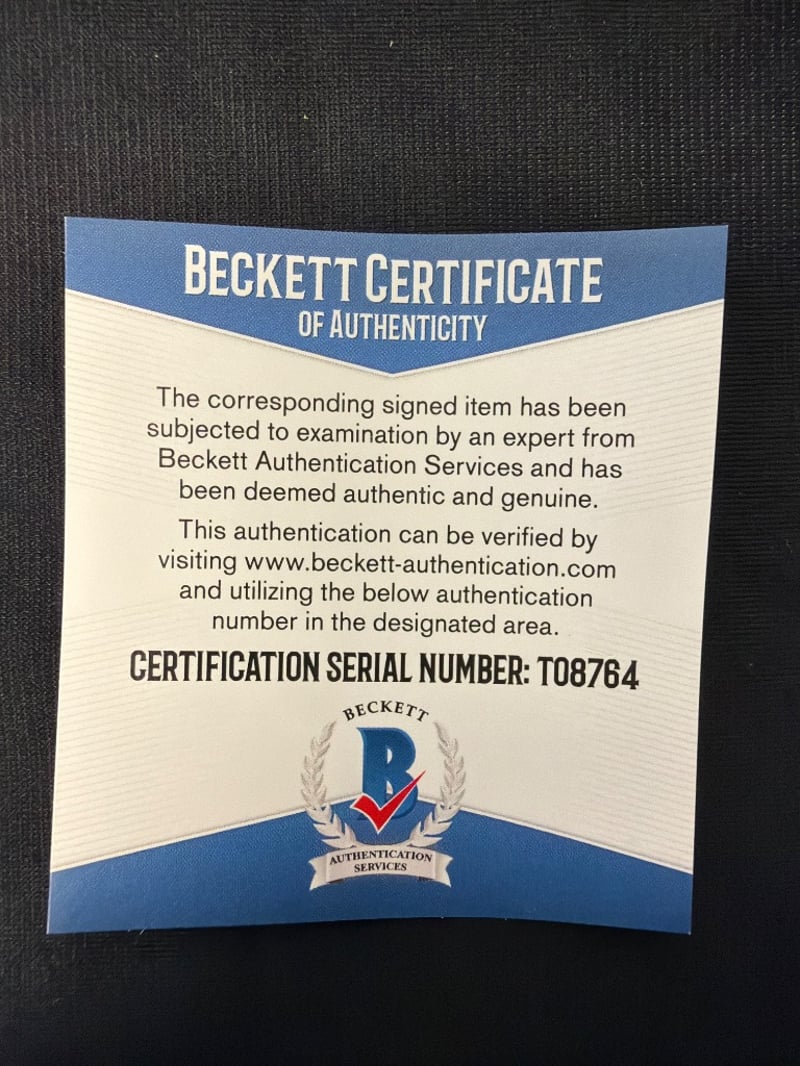 BECKETT CERTIFICATE
OF AUTHENTICITY
The corresponding signed item has been
subjected to examination by an expert from
Beckett Authentication Services and has
been deemed authentic and genuine.
This authentication can be verified by
visiting www.beckett-authentication.com
and utilizing the below authentication
number in the designated area.
CERTIFICATION SERIAL NUMBER: T08764
BECKETT
B
AUTHENTICATION
SERVICES